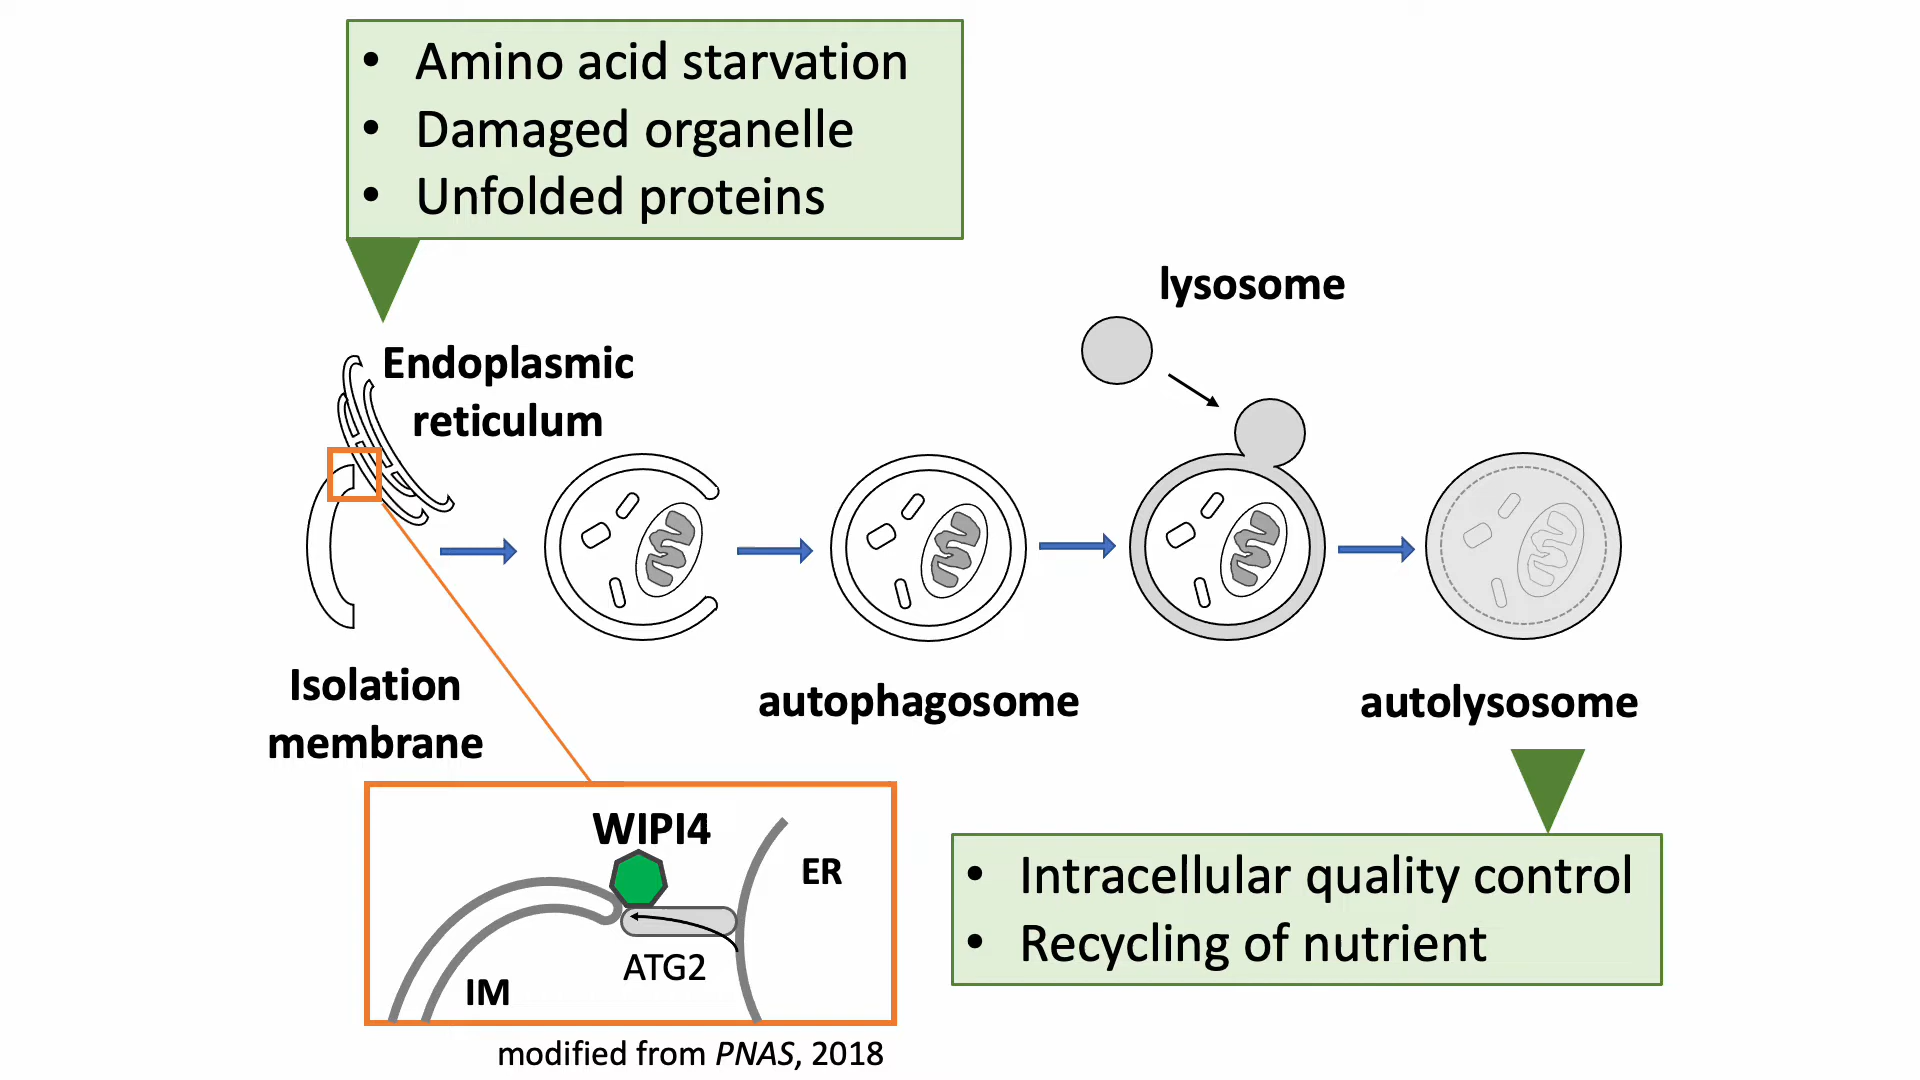 • Amino acid starvation
• Damaged organelle
• Unfolded proteins
lysosome
Endoplasmic
reticulum
Isolation
membrane
autophagosome
autolysosome
WIPI4
ER
ATG2
IM
• Intracellular quality control
• Recycling of nutrient
modified from PNAS, 2018